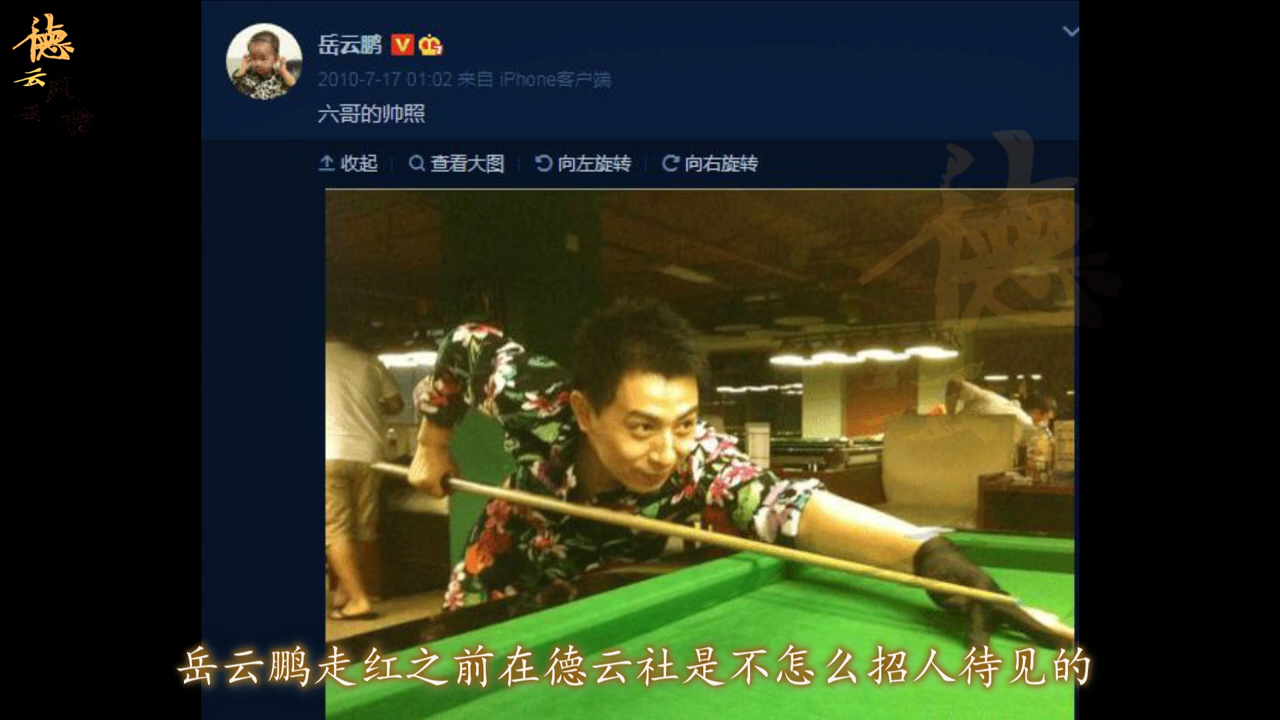 德
云
岳云鹏
2010-7-17 01:02 来自 iPhone客户端
六哥的帅照
收起 查看大图 向左旋转 向右旋转
德
岳云鹏走红之前在德云社是不怎么招人待见的